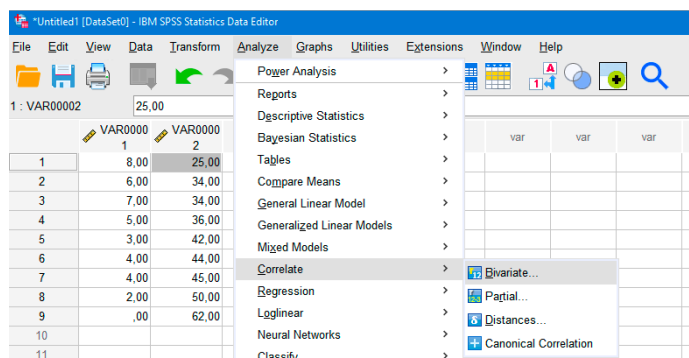 *Untitled1 [DataSet0] - IBM SPSS Statistics Data Editor
File Edit View Data Transform Analyze Graphs Utilities Extensions Window Help
1 : VAR00002 25,00
VAR0000 1 VAR0000 2 var var var
1 8,00 25,00
2 6,00 34,00
3 7,00 34,00
4 5,00 36,00
5 3,00 42,00
6 4,00 44,00
7 4,00 45,00
8 2,00 50,00
9 ,00 62,00
10
11
Power Analysis
Reports
Descriptive Statistics
Bayesian Statistics
Tables
Compare Means
General Linear Model
Generalized Linear Models
Mixed Models
Correlate
Regression
Loglinear
Neural Networks
Classify
Bivariate...
Partial...
Distances...
Canonical Correlation